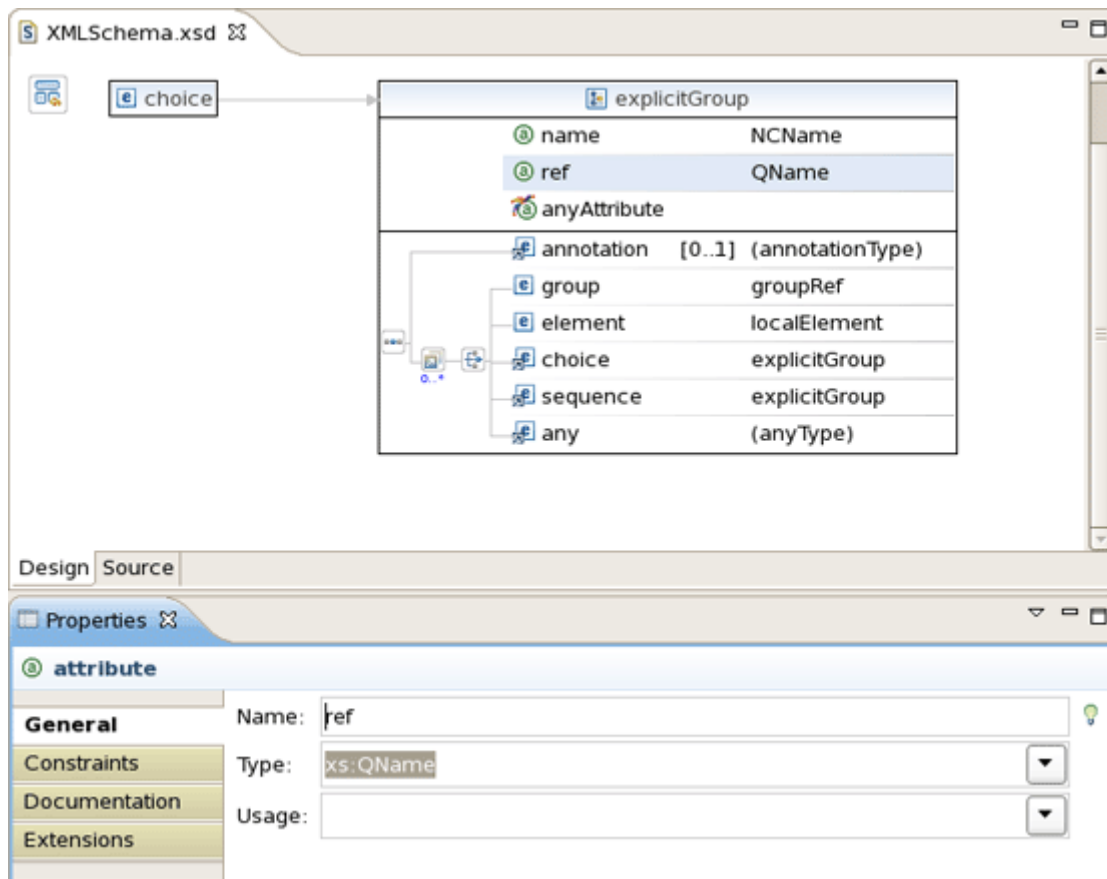 XMLSchema.xsd
choice explicitGroup
name NCName
ref QName
anyAttribute
annotation [0..1] (annotationType)
group groupRef
element localElement
choice explicitGroup
sequence explicitGroup
any (anyType)
0..*
Design Source
Properties
attribute
General
Constraints
Documentation
Extensions
Name: ref
Type: xs:QName
Usage: